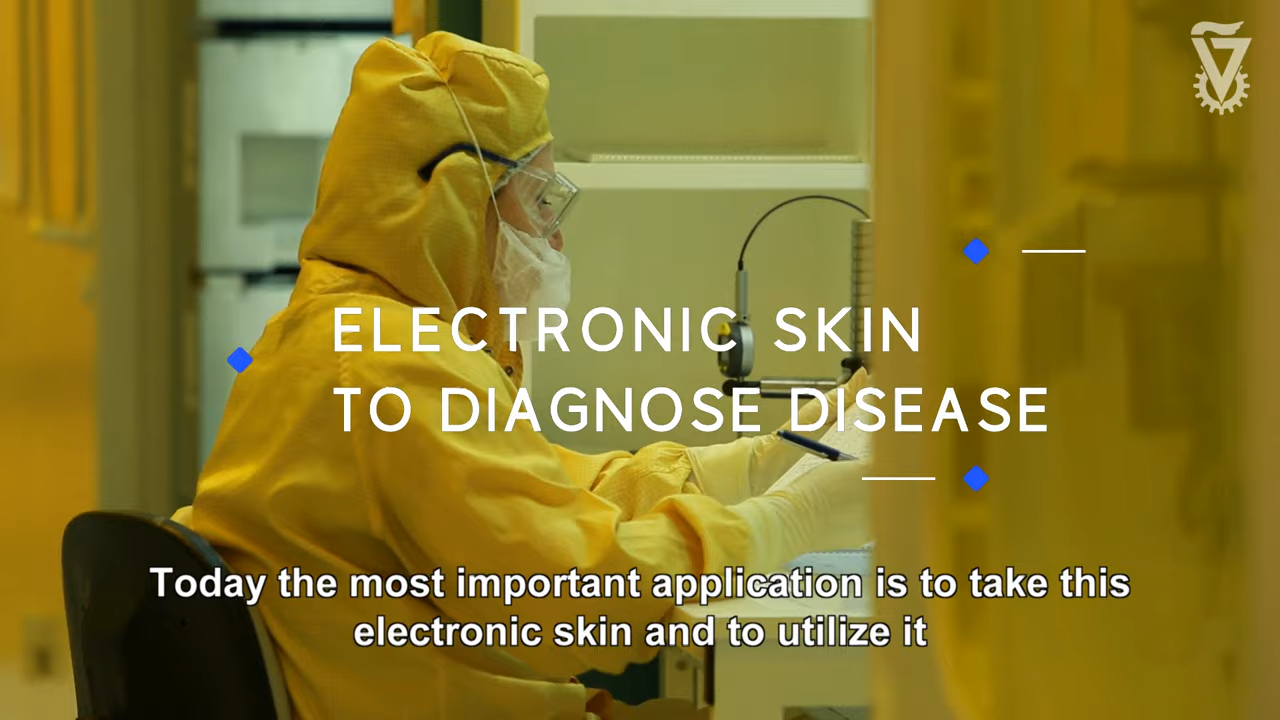 ELECTRONIC SKIN
TO DIAGNOSE DISEASE
Today the most important application is to take this
electronic skin and to utilize it